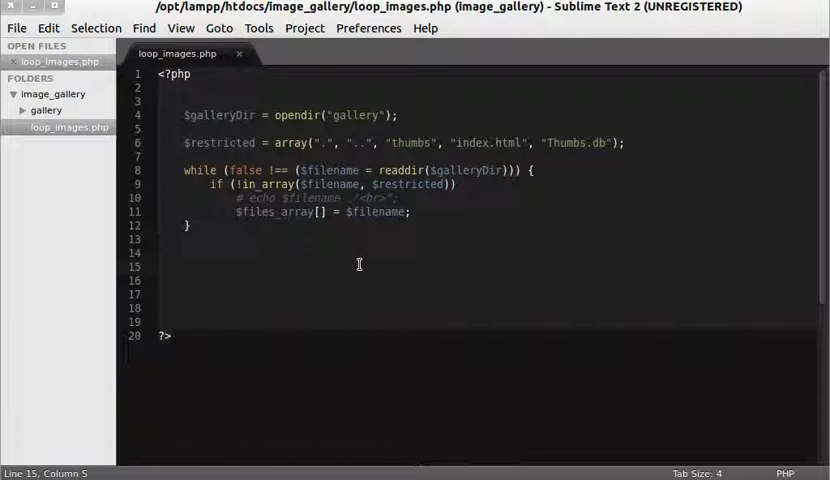 /opt/lampp/htdocs/image_gallery/loop_images.php (image_gallery) - Sublime Text 2 (UNREGISTERED)
File Edit Selection Find View Goto Tools Project Preferences Help
OPEN FILES
loop_images.php
FOLDERS
image_gallery
gallery
loop_images.php
loop_images.php
1 <?php
2
3
4 $galleryDir = opendir("gallery");
5
6 $restricted = array(".", "..", "thumbs", "index.html", "Thumbs.db");
7
8 while (false !== ($filename = readdir($galleryDir))) {
9 if (!in_array($filename, $restricted))
10 # echo $filename ."<br>";
11 $files_array[] = $filename;
12 }
13
14
15
16
17
18
19
20 ?>
Line 15, Column 5
Tab Size: 4
PHP